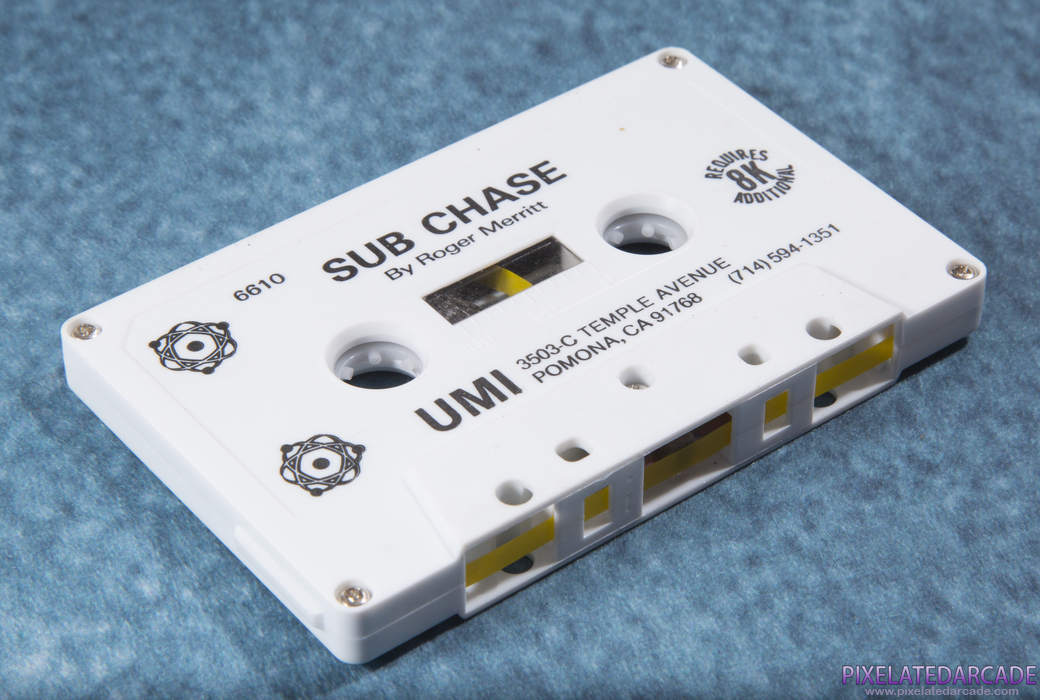 6610
SUB CHASE
By Roger Merritt
REQUIRES
8K
ADDITIONAL
UMI
3503-C TEMPLE AVENUE
POMONA, CA 91768
(714) 594-1351
PIXELATEDARCADE
www.pixelatedarcade.com